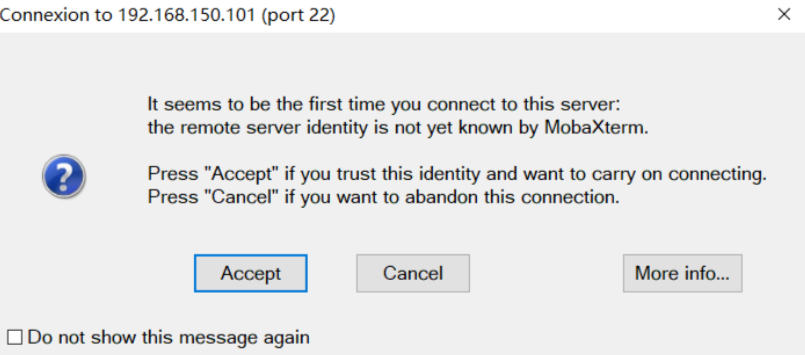 Connexion to 192.168.150.101 (port 22)
It seems to be the first time you connect to this server:
the remote server identity is not yet known by MobaXterm.
Press "Accept" if you trust this identity and want to carry on connecting.
Press "Cancel" if you want to abandon this connection.
Accept
Cancel
More info...
Do not show this message again